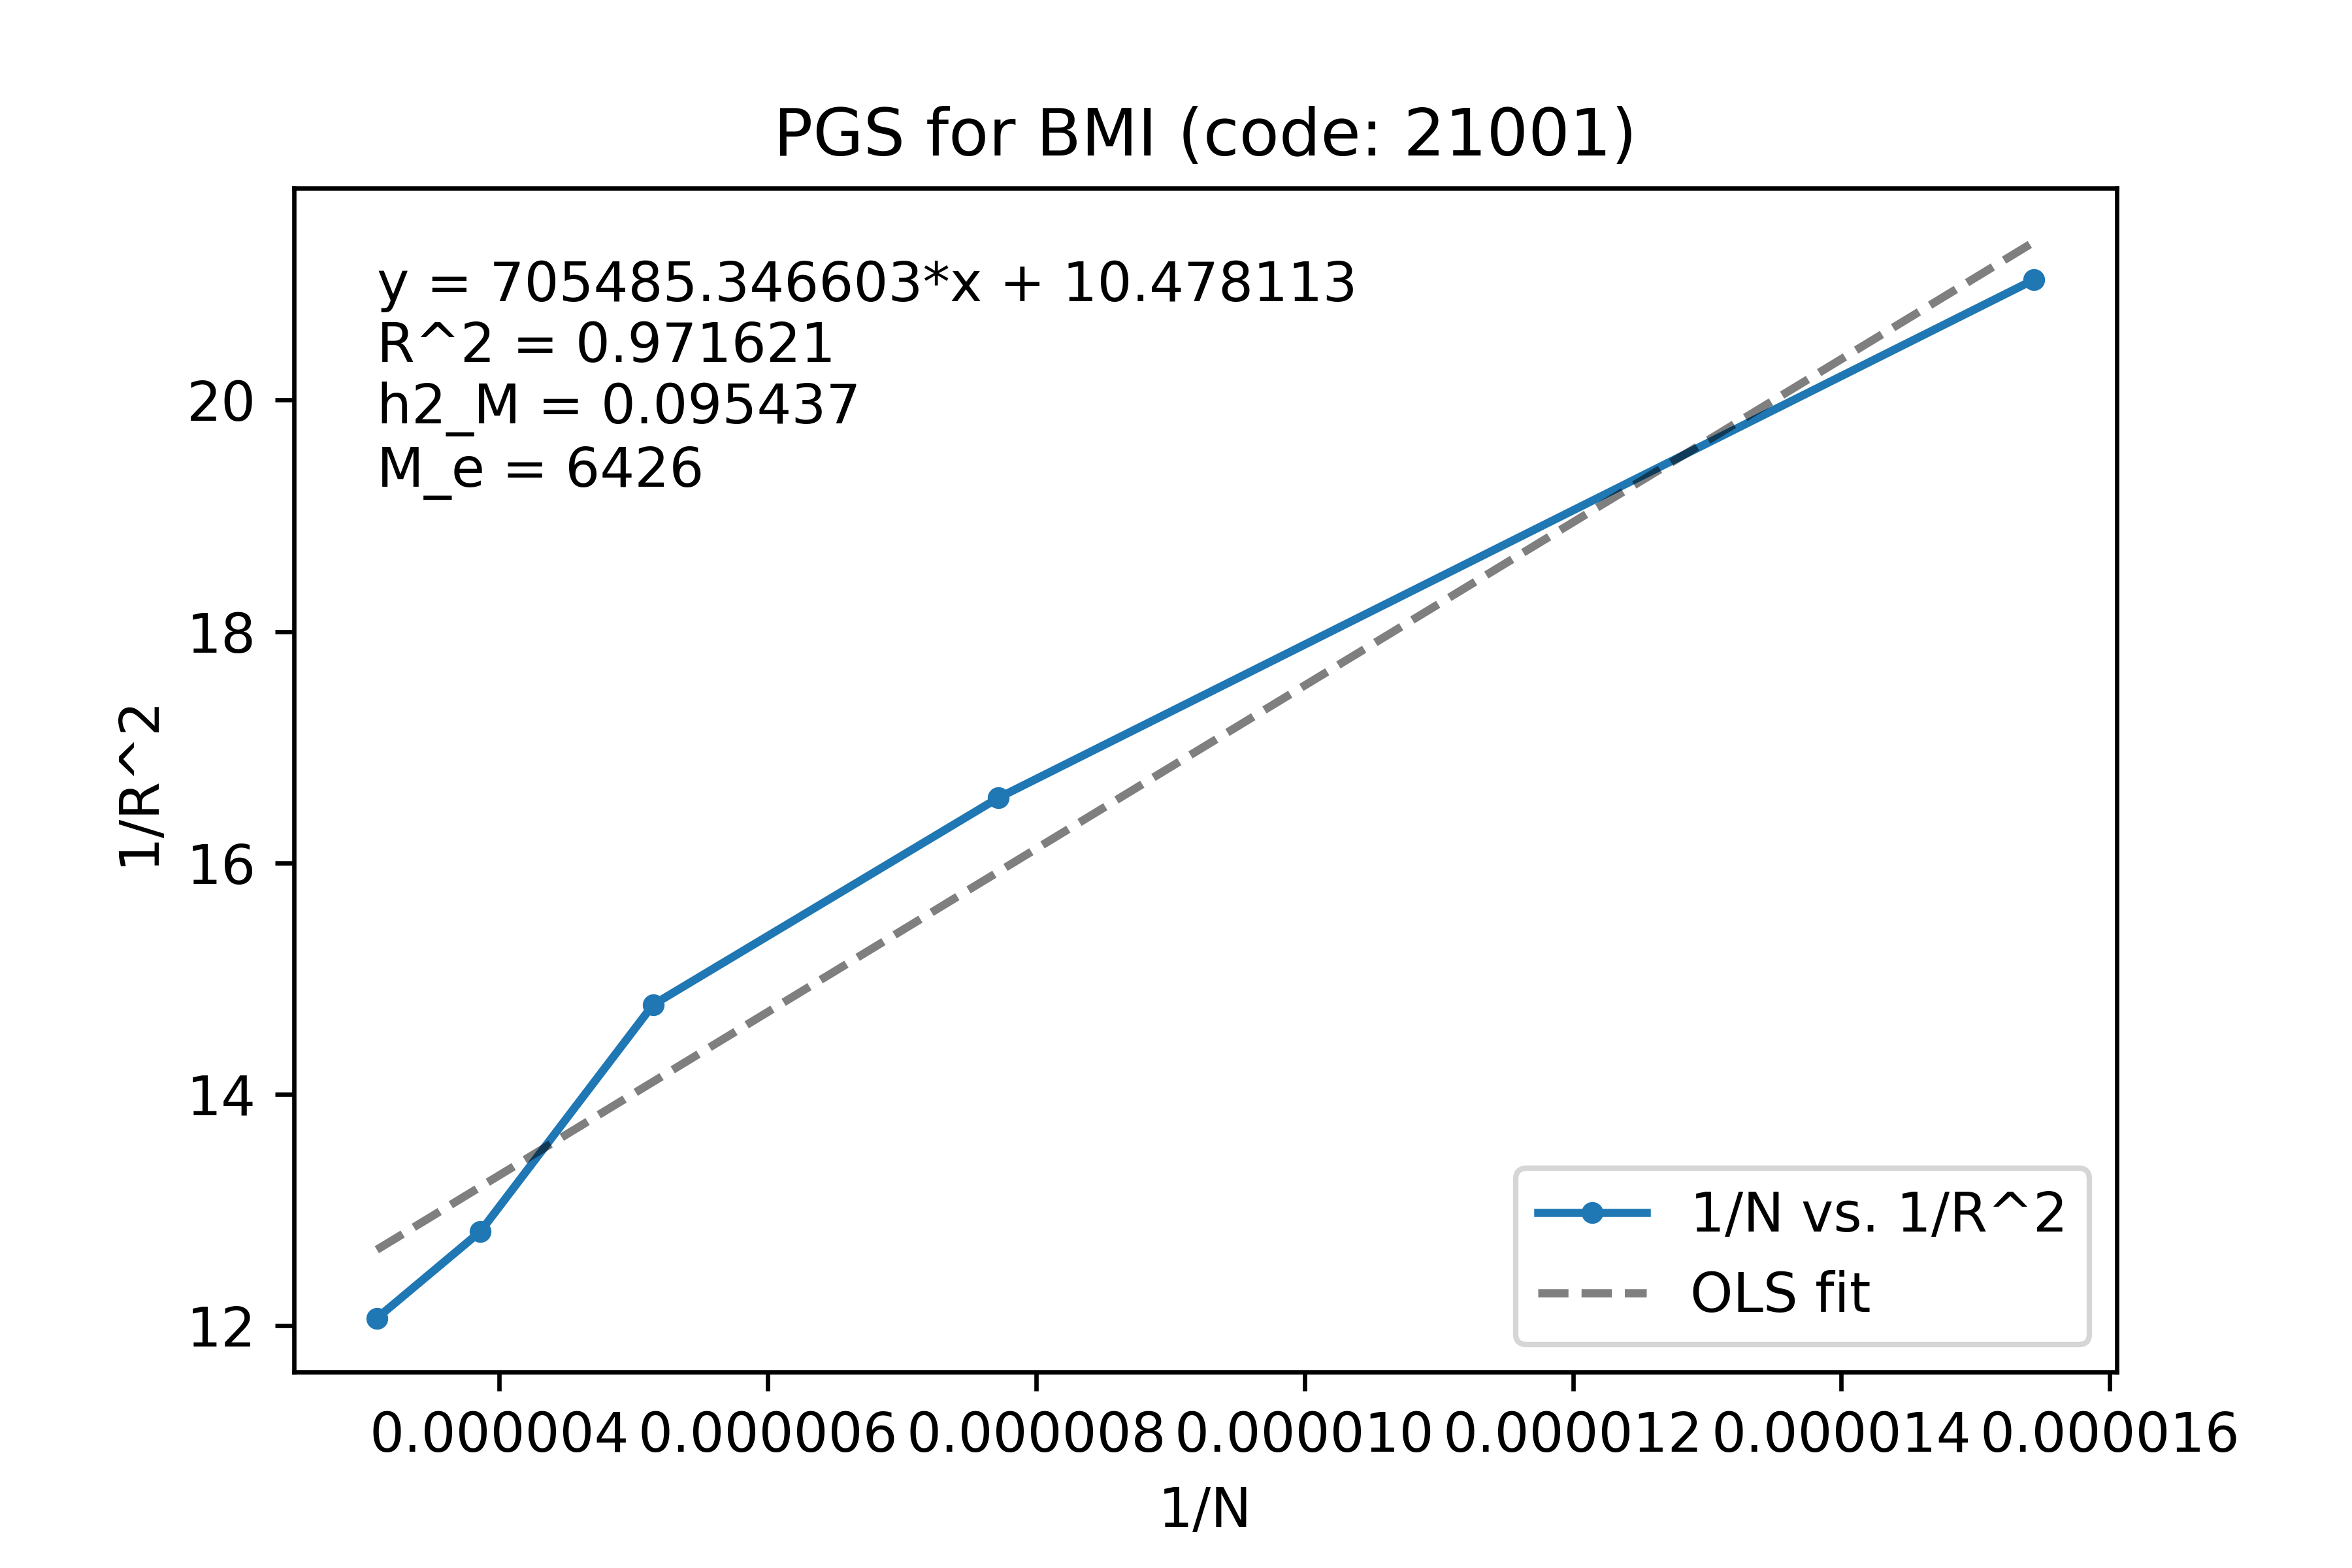 PGS for BMI (code: 21001)
y = 705485.346603*x + 10.478113
R^2 = 0.971621
h2_M = 0.095437
M_e = 6426
20
18
16
14
12
1/R^2
1/N vs. 1/R^2
OLS fit
0.000004 0.000006 0.000008 0.000010 0.000012 0.000014 0.000016
1/N